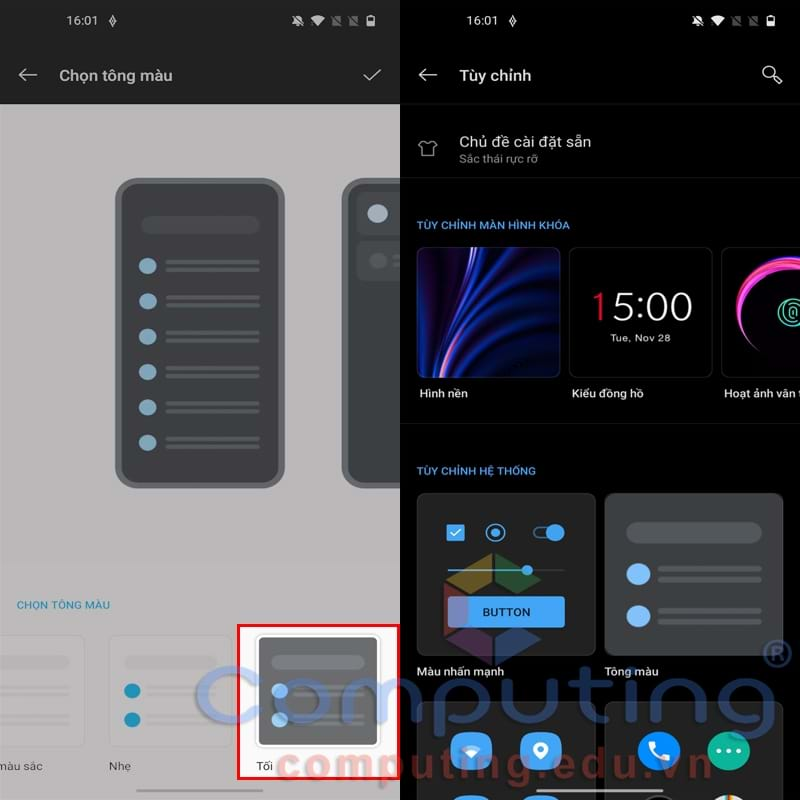 16:01
Chọn tông màu
CHỌN TÔNG MÀU
màu sắc
Nhẹ
Tối
16:01
Tùy chỉnh
Chủ đề cài đặt sẵn
Sắc thái rực rỡ
TÙY CHỈNH MÀN HÌNH KHÓA
15:00
Tue, Nov 28
Hình nền
Kiểu đồng hồ
Hoạt ảnh vân
TÙY CHỈNH HỆ THỐNG
BUTTON
Màu nhấn mạnh
Tông màu
Computing®
computing.edu.vn